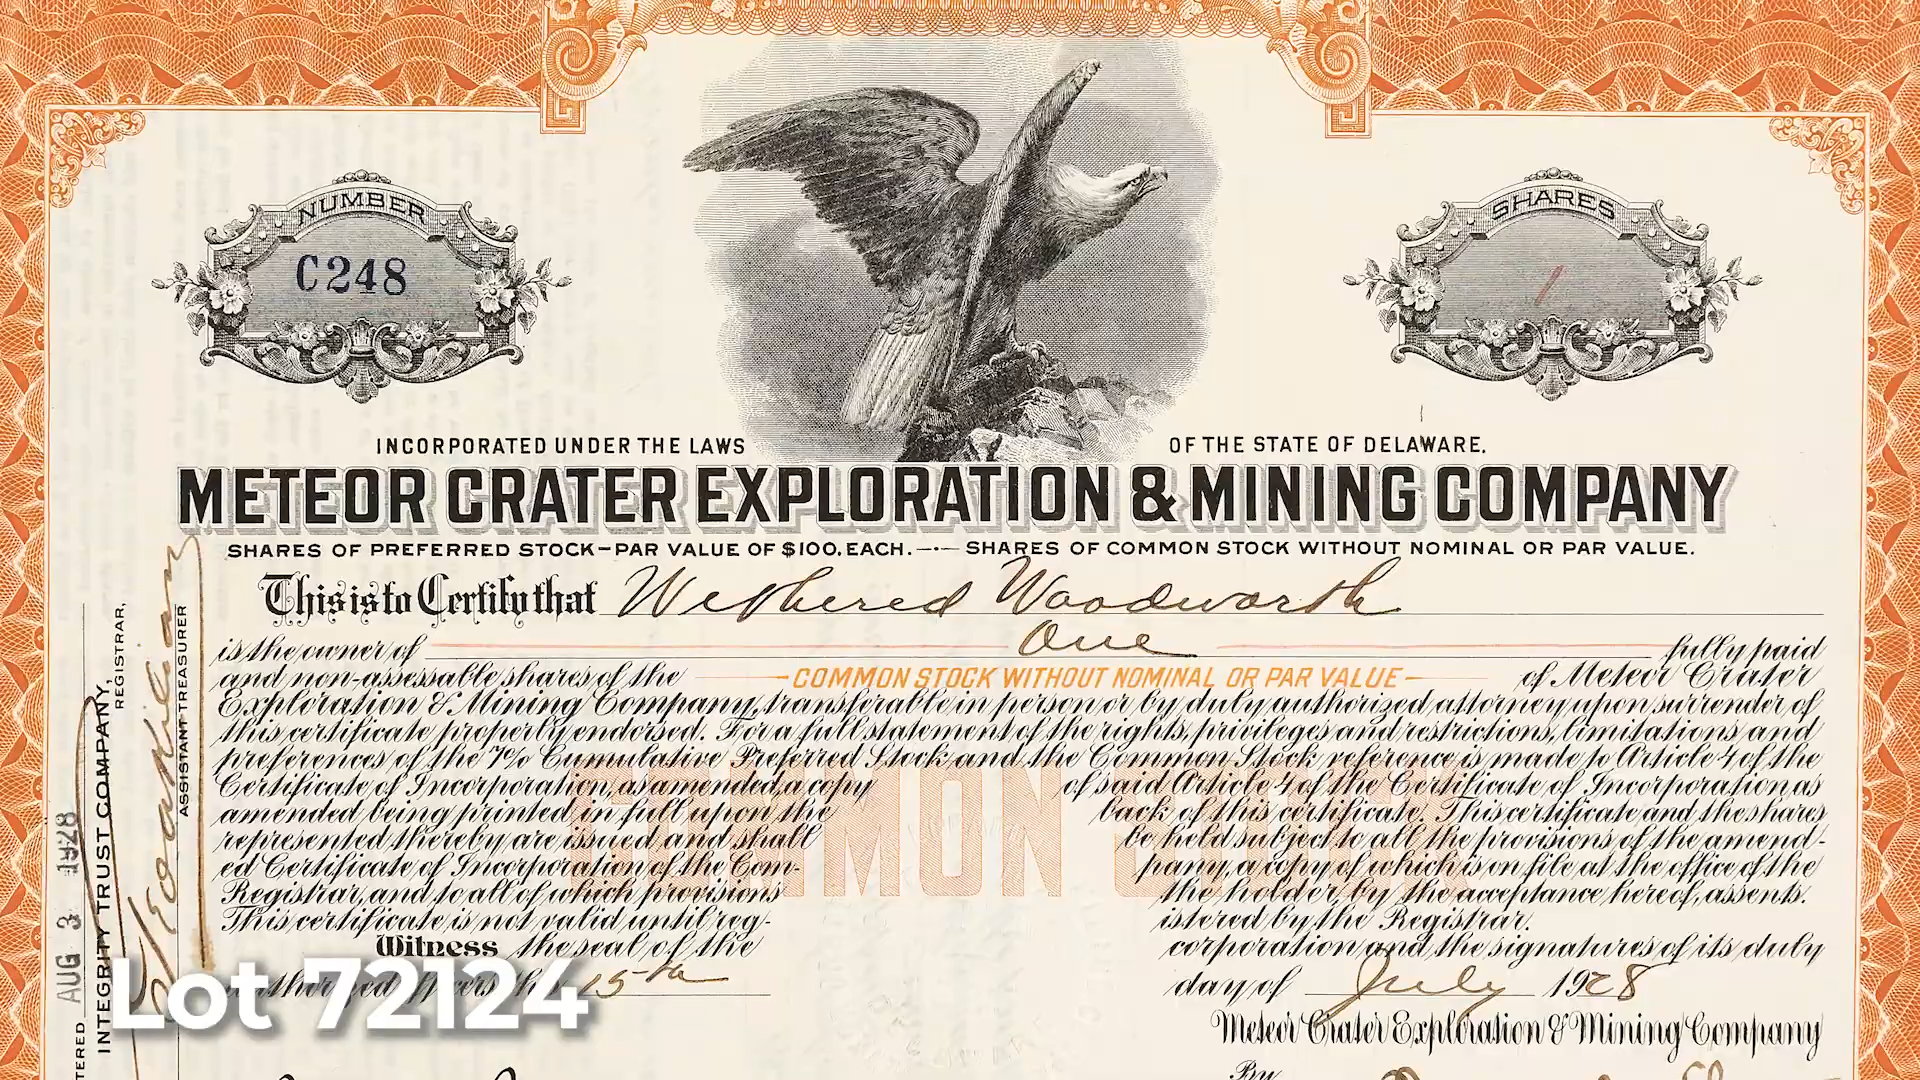 NUMBER
C248
SHARES
1
INCORPORATED UNDER THE LAWS OF THE STATE OF DELAWARE.
METEOR CRATER EXPLORATION & MINING COMPANY
SHARES OF PREFERRED STOCK-PAR VALUE OF $100. EACH. SHARES OF COMMON STOCK WITHOUT NOMINAL OR PAR VALUE.
This is to Certify that Wethered Woodworth
is the owner of One fully paid
and non-assessable shares of the COMMON STOCK WITHOUT NOMINAL OR PAR VALUE of Meteor Crater
Exploration & Mining Company, transferable in person or by duly authorized attorney upon surrender of
this certificate properly endorsed. For a full statement of the rights, privileges and restrictions, limitations and
preferences of the 7% Cumulative Preferred Stock and the Common Stock reference is made to Article 4 of the
Certificate of Incorporation, as amended, a copy of said Article 4 of the Certificate of Incorporation as
amended being printed in full upon the back of this certificate. This certificate and the shares
represented thereby are issued and shall be held subject to all the provisions of the amend-
ed Certificate of Incorporation of the Com- pany, a copy of which is on file at the office of the
Registrar, and to all of which provisions the holder, by the acceptance hereof, assents.
This certificate is not valid until reg- istered by the Registrar.
Witness the seal of the corporation and the signatures of its duly
authorized officers this 15th day of July 1928
Meteor Crater Exploration & Mining Company
By
AUG 3 1928
INTEGRITY TRUST COMPANY,
REGISTRAR,
ASSISTANT TREASURER
Lot 72124